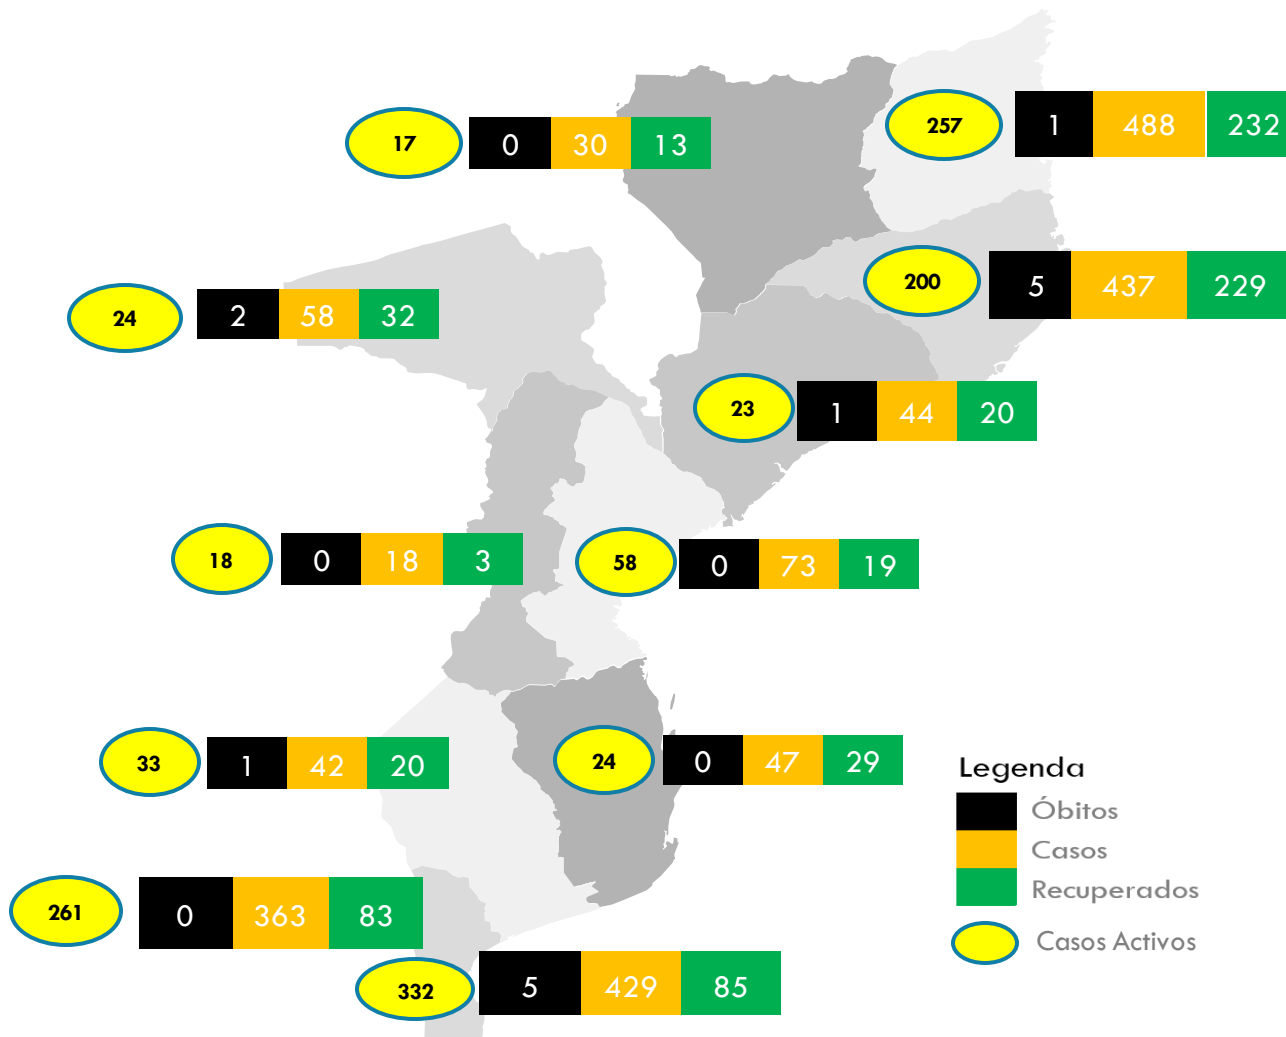 257 1 488 232
17 0 30 13
200 5 437 229
24 2 58 32
23 1 44 20
18 0 18 3
58 0 73 19
33 1 42 20
24 0 47 29
Legenda
Óbitos
Casos
Recuperados
Casos Activos
261 0 363 83
332 5 429 85